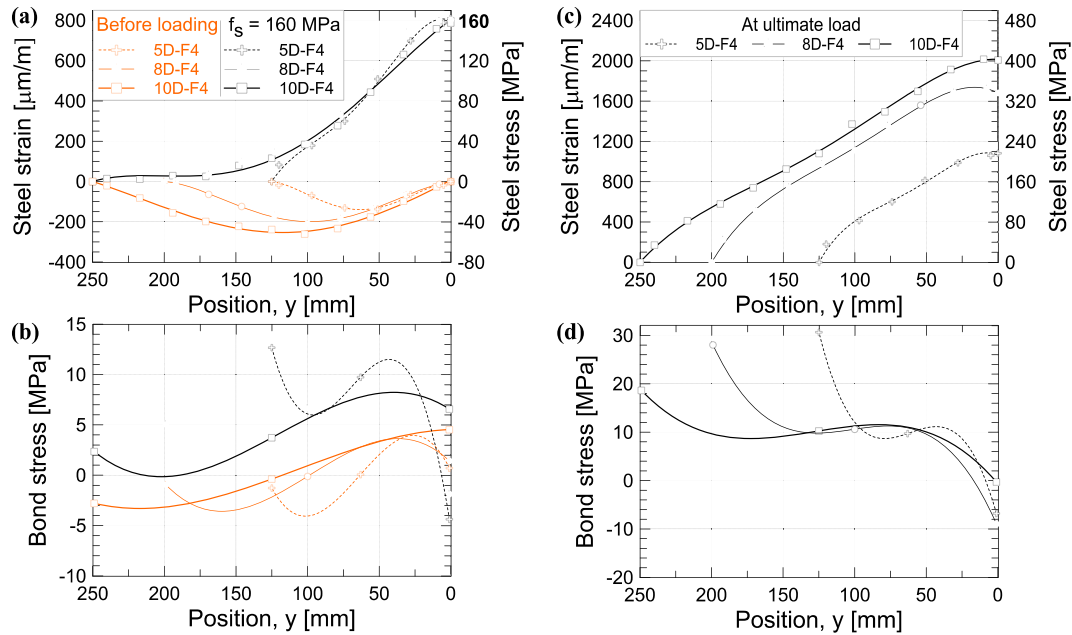 (a)
Before loading
f_s = 160 MPa
5D-F4
5D-F4
8D-F4
8D-F4
10D-F4
10D-F4
Steel strain [µm/m]
800
600
400
200
0
-200
-400
160
120
80
40
0
-40
-80
Steel stress [MPa]
250 200 150 100 50 0
Position, y [mm]
(c)
At ultimate load
5D-F4 8D-F4 10D-F4
Steel strain [µm/m]
2400
2000
1600
1200
800
400
0
480
400
320
240
160
80
0
Steel stress [MPa]
250 200 150 100 50 0
Position, y [mm]
(b)
Bond stress [MPa]
15
10
5
0
-5
-10
250 200 150 100 50 0
Position, y [mm]
(d)
Bond stress [MPa]
30
20
10
0
-10
-20
250 200 150 100 50 0
Position, y [mm]